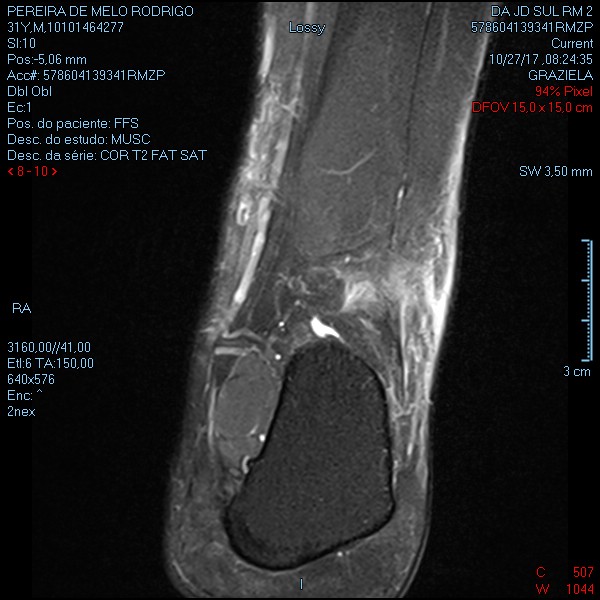 PEREIRA DE MELO RODRIGO
31Y,M,10101464277
Sl:10
Pos:-5,06 mm
Acc#: 578604139341RMZP
Dbl Obl
Ec:1
Pos. do paciente: FFS
Desc. do estudo: MUSC
Desc. da série: COR T2 FAT SAT
< 8 - 10 >
Lossy
DA JD SUL RM 2
578604139341RMZP
Current
10/27/17 ,08:24:35
GRAZIELA
94% Pixel
DFOV 15,0 x 15,0 cm
SW 3,50 mm
RA
3 cm
3160,00//41,00
Etl:6 TA:150,00
640x576
Enc: ^
2nex
I
C 507
W 1044